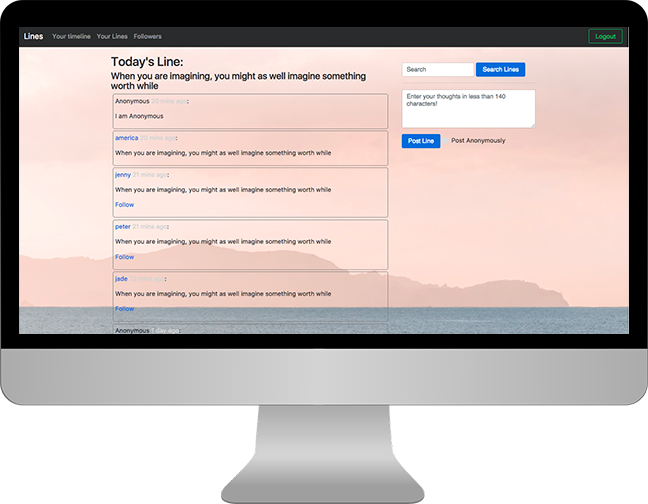 Lines Your timeline Your Lines Followers Logout
Today's Line:
When you are imagining, you might as well imagine something
worth while
Anonymous 20 mins ago:
I am Anonymous
america 20 mins ago:
When you are imagining, you might as well imagine something worth while
jenny 21 mins ago:
When you are imagining, you might as well imagine something worth while
Follow
peter 21 mins ago:
When you are imagining, you might as well imagine something worth while
Follow
jade mins ago:
When you are imagining, you might as well imagine something worth while
Follow
Anonymous day ago:
Search Search Lines
Enter your thoughts in less than 140
characters!
Post Line Post Anonymously